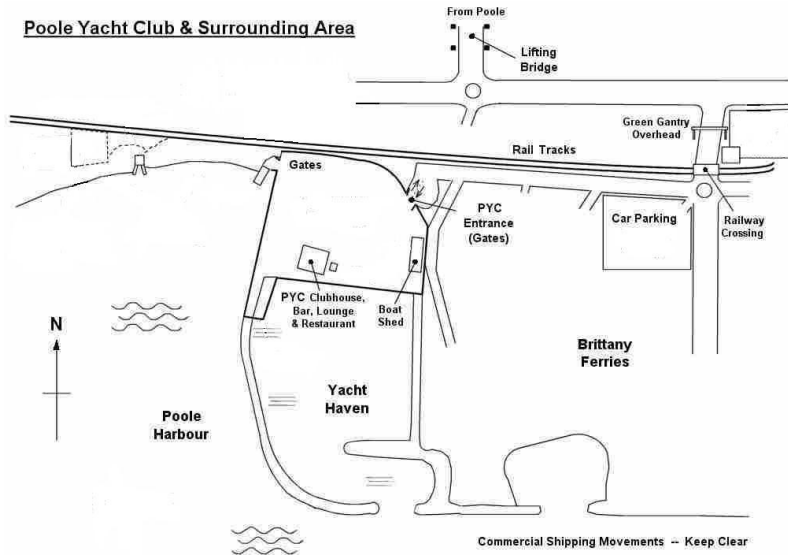 Poole Yacht Club & Surrounding Area
From Poole
Lifting
Bridge
Green Gantry
Overhead
Rail Tracks
Gates
PYC
Entrance
(Gates)
Car Parking
Railway
Crossing
PYC Clubhouse,
Bar, Lounge
& Restaurant
Boat
Shed
N
Brittany
Ferries
Yacht
Haven
Poole
Harbour
Commercial Shipping Movements -- Keep Clear